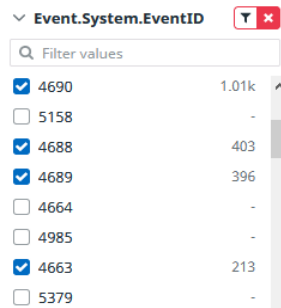 Event.System.EventID
Filter values
4690 1.01k
5158 -
4688 403
4689 396
4664 -
4985 -
4663 213
5379 -